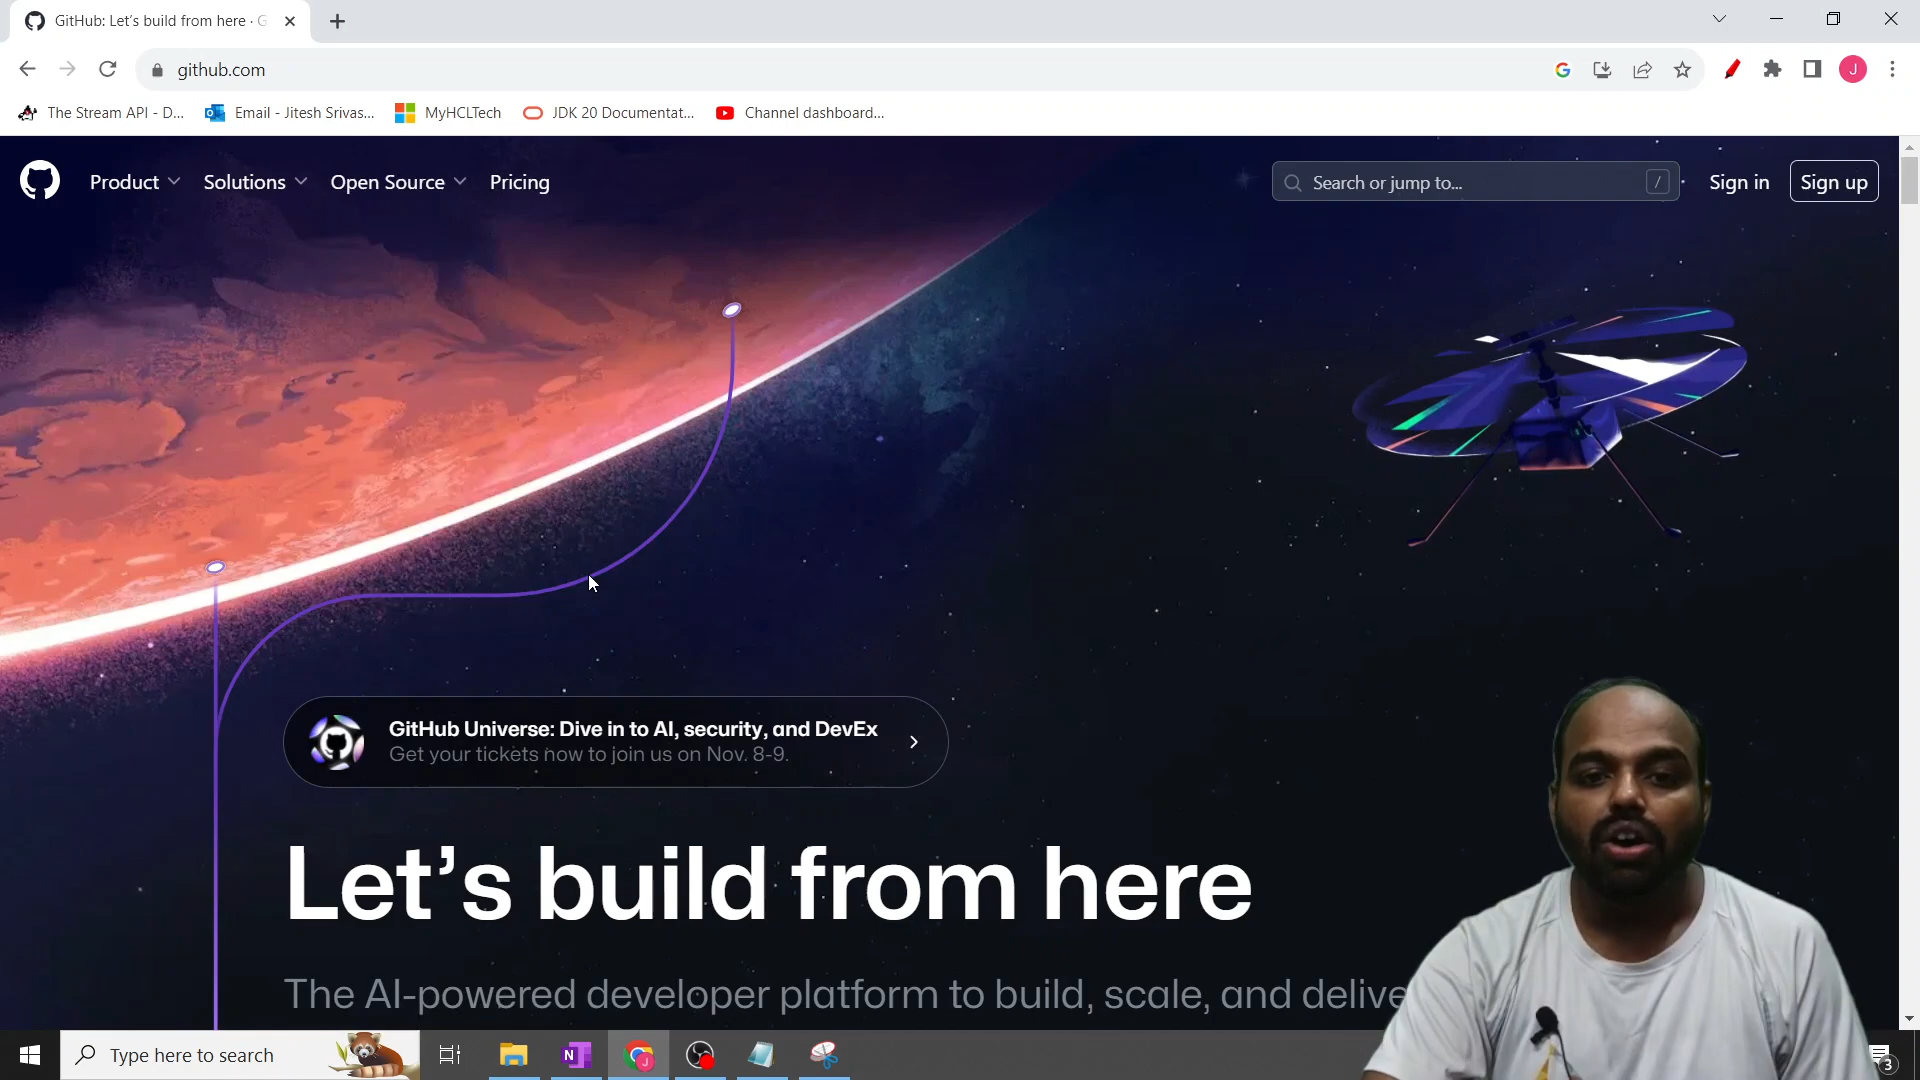 GitHub: Let's build from here · G
github.com
J
The Stream API - D...
Email - Jitesh Srivas...
MyHCLTech
JDK 20 Documentat...
Channel dashboard...
Product
Solutions
Open Source
Pricing
Search or jump to...
/
Sign in
Sign up
GitHub Universe: Dive in to AI, security, and DevEx
Get your tickets now to join us on Nov. 8-9.
Let's build from here
The AI-powered developer platform to build, scale, and delive
Type here to search
N
J
3